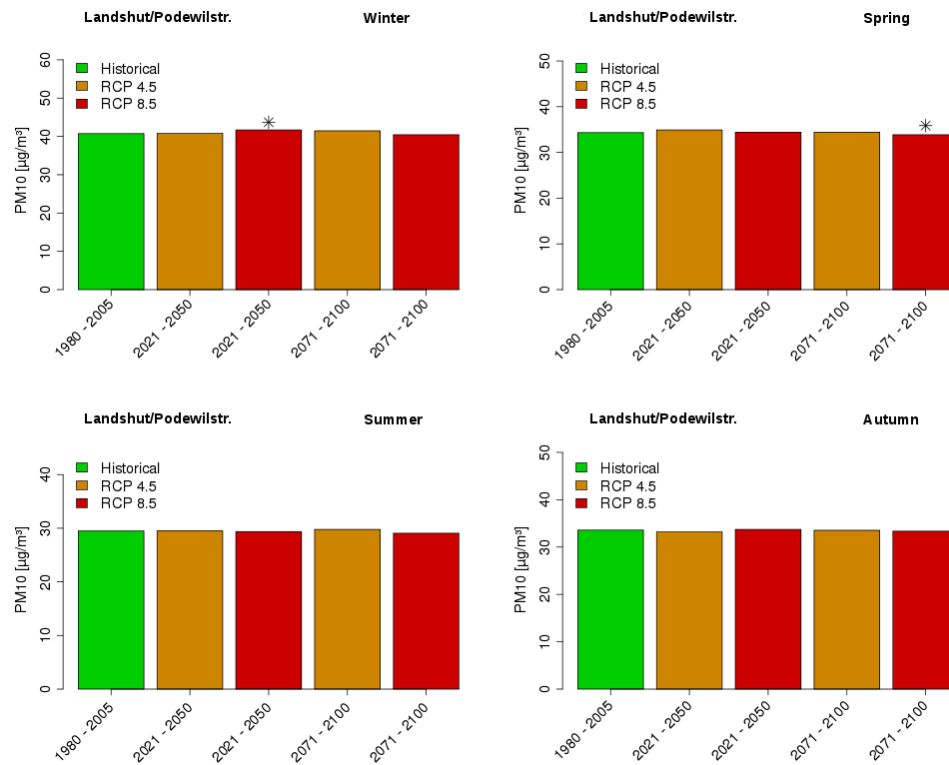 Landshut/Podewilstr. Winter
PM10 [µg/m³]
60
50
40
30
20
10
0
Historical
RCP 4.5
RCP 8.5
*
1980 - 2005
2021 - 2050
2021 - 2050
2071 - 2100
2071 - 2100
Landshut/Podewilstr. Spring
PM10 [µg/m³]
50
40
30
20
10
0
Historical
RCP 4.5
RCP 8.5
*
1980 - 2005
2021 - 2050
2021 - 2050
2071 - 2100
2071 - 2100
Landshut/Podewilstr. Summer
PM10 [µg/m³]
40
30
20
10
0
Historical
RCP 4.5
RCP 8.5
1980 - 2005
2021 - 2050
2021 - 2050
2071 - 2100
2071 - 2100
Landshut/Podewilstr. Autumn
PM10 [µg/m³]
50
40
30
20
10
0
Historical
RCP 4.5
RCP 8.5
1980 - 2005
2021 - 2050
2021 - 2050
2071 - 2100
2071 - 2100